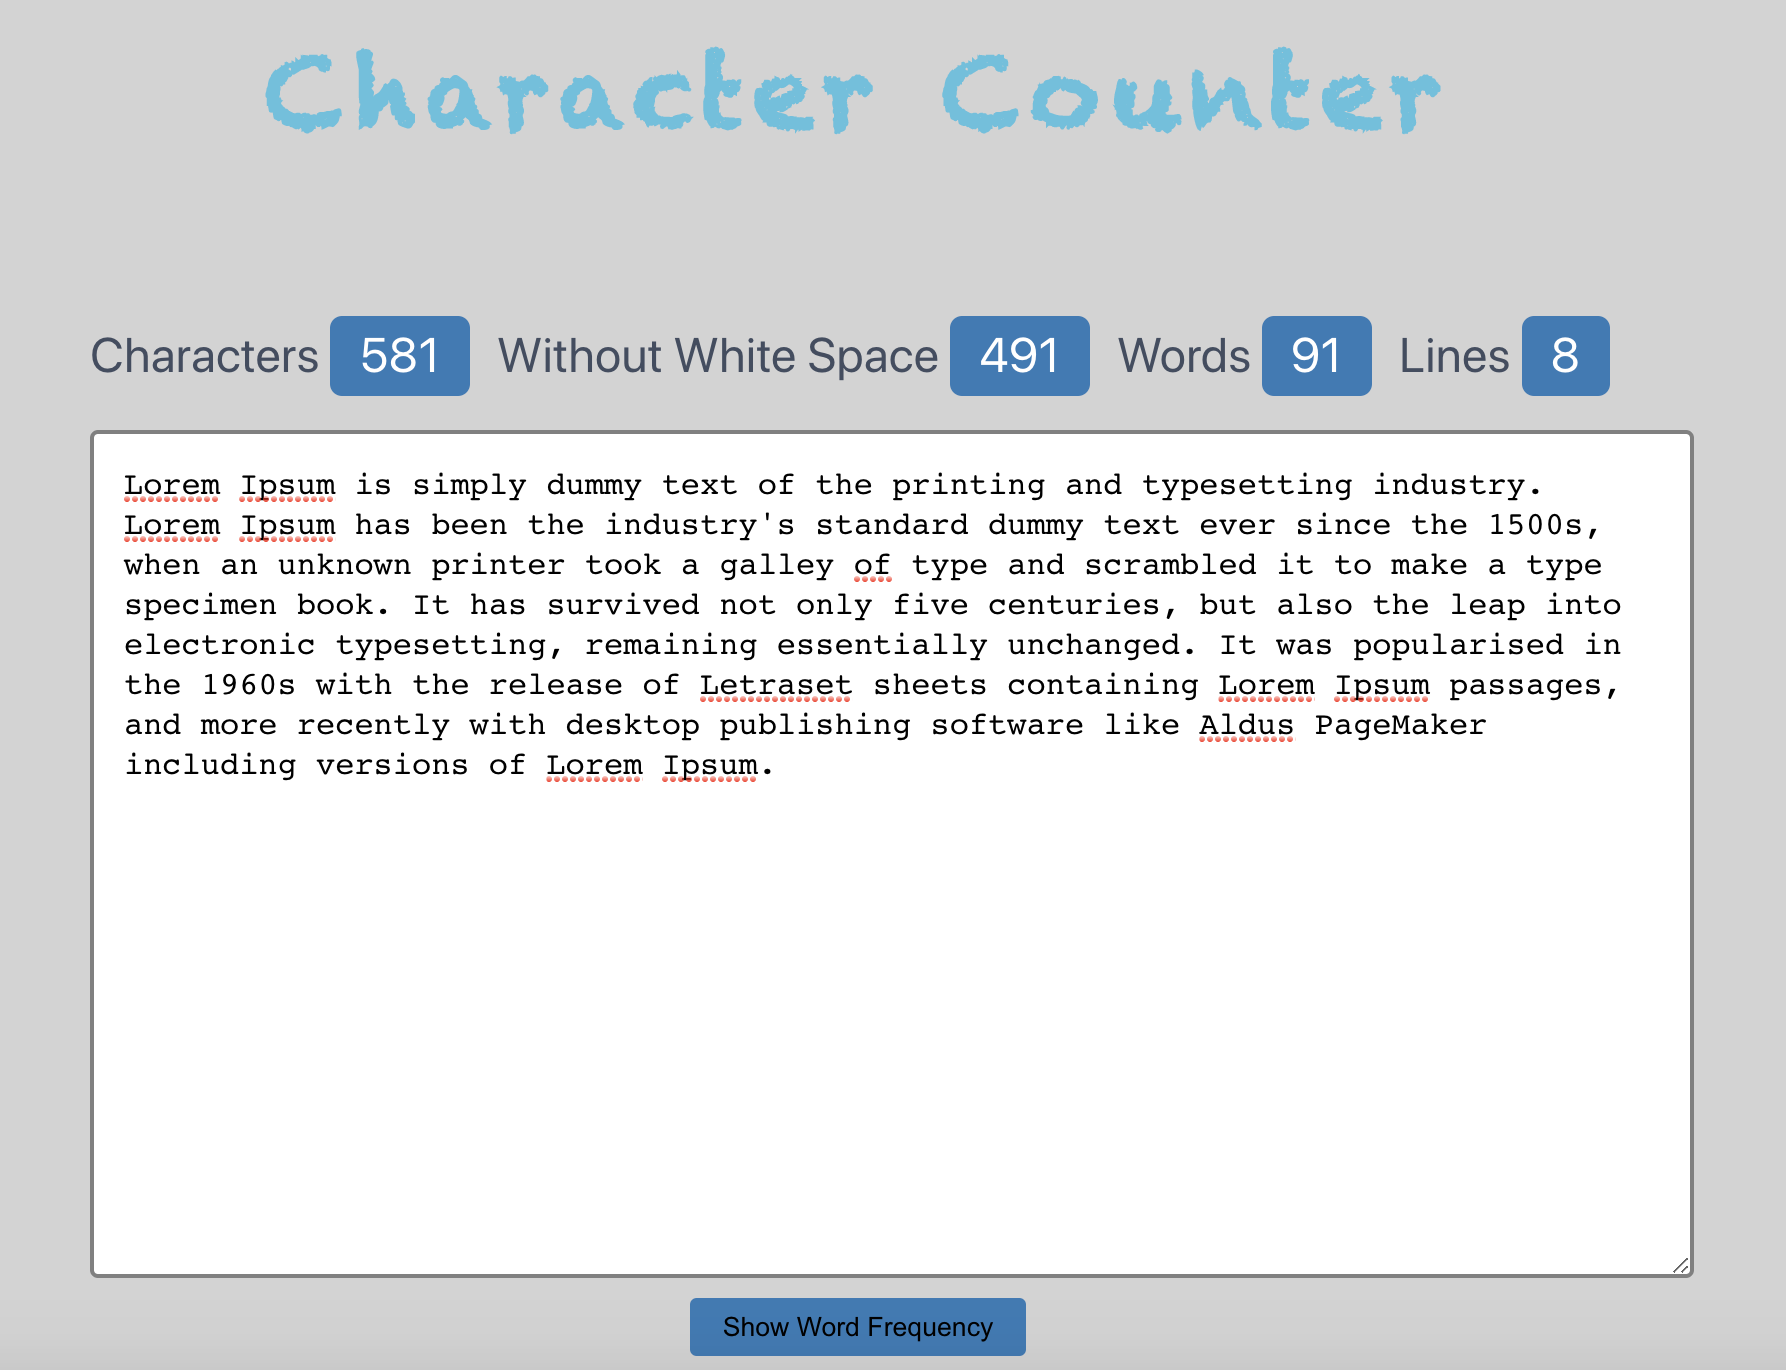 Character Counter
Characters 581 Without White Space 491 Words 91 Lines 8
Lorem Ipsum is simply dummy text of the printing and typesetting industry.
Lorem Ipsum has been the industry's standard dummy text ever since the 1500s,
when an unknown printer took a galley of type and scrambled it to make a type
specimen book. It has survived not only five centuries, but also the leap into
electronic typesetting, remaining essentially unchanged. It was popularised in
the 1960s with the release of Letraset sheets containing Lorem Ipsum passages,
and more recently with desktop publishing software like Aldus PageMaker
including versions of Lorem Ipsum.
Show Word Frequency